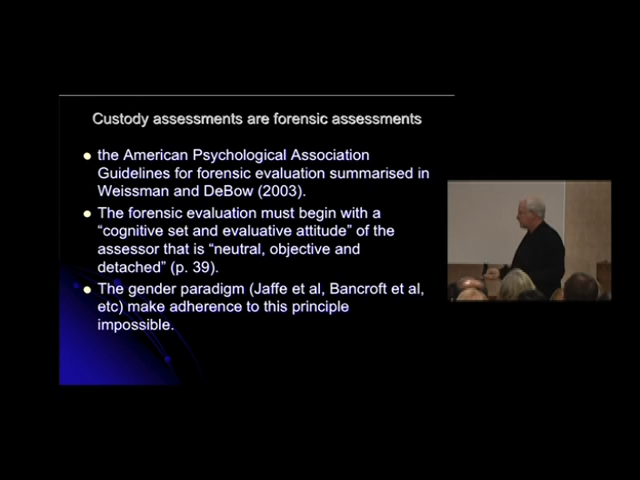 Custody assessments are forensic assessments
the American Psychological Association
Guidelines for forensic evaluation summarised in
Weissman and DeBow (2003).
The forensic evaluation must begin with a
“cognitive set and evaluative attitude” of the
assessor that is “neutral, objective and
detached” (p. 39).
The gender paradigm (Jaffe et al, Bancroft et al,
etc) make adherence to this principle
impossible.